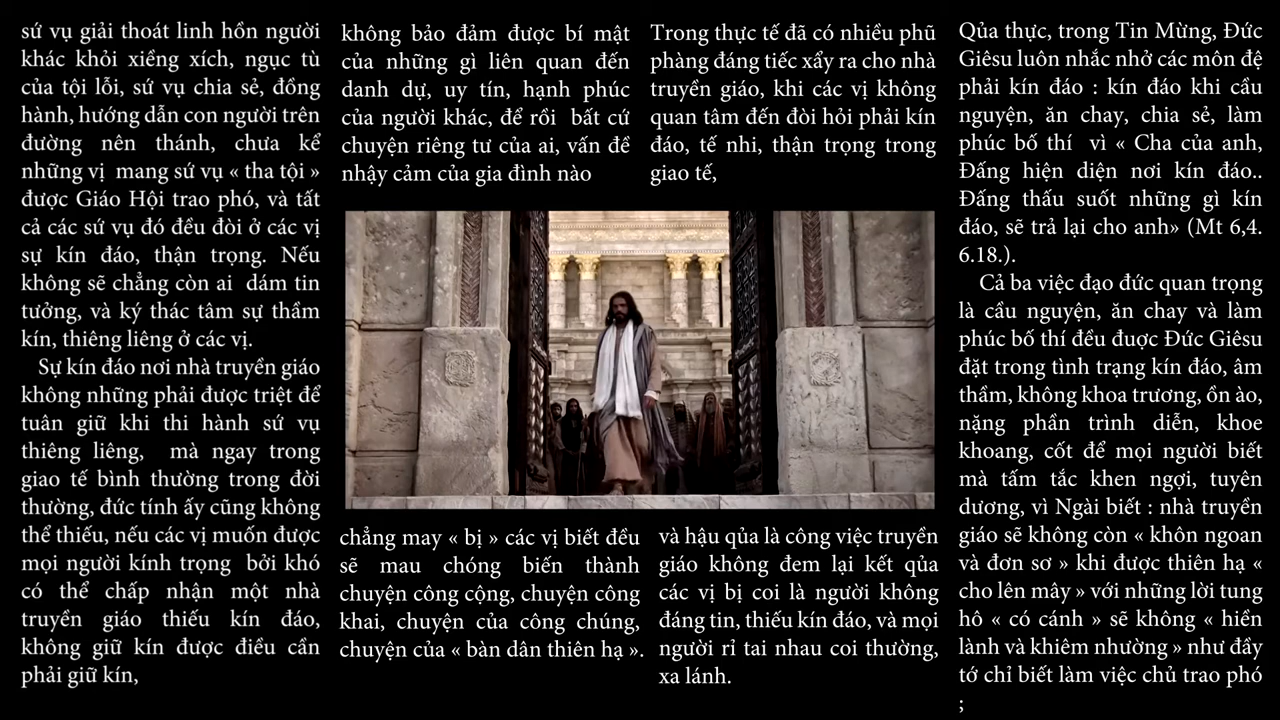 sứ vụ giải thoát linh hồn người
khác khỏi xiềng xích, ngục tù
của tội lỗi, sứ vụ chia sẻ, đồng
hành, hướng dẫn con người trên
đường nên thánh, chưa kể
những vị mang sứ vụ « tha tội »
được Giáo Hội trao phó, và tất
cả các sứ vụ đó đều đòi ở các vị
sự kín đáo, thận trọng. Nếu
không sẽ chẳng còn ai dám tin
tưởng, và ký thác tâm sự thầm
kín, thiêng liêng ở các vị.
Sự kín đáo nơi nhà truyền giáo
không những phải được triệt để
tuân giữ khi thi hành sứ vụ
thiêng liêng, mà ngay trong
giao tế bình thường trong đời
thường, đức tính ấy cũng không
thể thiếu, nếu các vị muốn được
mọi người kính trọng bởi khó
có thể chấp nhận một nhà
truyền giáo thiếu kín đáo,
không giữ kín được điều cần
phải giữ kín,
không bảo đảm được bí mật
của những gì liên quan đến
danh dự, uy tín, hạnh phúc
của người khác, để rồi bất cứ
chuyện riêng tư của ai, vấn đề
nhậy cảm của gia đình nào
chẳng may « bị » các vị biết đều
sẽ mau chóng biến thành
chuyện công cộng, chuyện công
khai, chuyện của công chúng,
chuyện của « bàn dân thiên hạ ».
Trong thực tế đã có nhiều phũ
phàng đáng tiếc xẩy ra cho nhà
truyền giáo, khi các vị không
quan tâm đến đòi hỏi phải kín
đáo, tế nhi, thận trọng trong
giao tế,
và hậu qủa là công việc truyền
giáo không đem lại kết qủa
các vị bị coi là người không
đáng tin, thiếu kín đáo, và mọi
người rỉ tai nhau coi thường,
xa lánh.
Qủa thực, trong Tin Mừng, Đức
Giêsu luôn nhắc nhở các môn đệ
phải kín đáo : kín đáo khi cầu
nguyện, ăn chay, chia sẻ, làm
phúc bố thí vì « Cha của anh,
Đấng hiện diện nơi kín đáo..
Đấng thấu suốt những gì kín
đáo, sẽ trả lại cho anh» (Mt 6,4.
6.18.).
Cả ba việc đạo đức quan trọng
là cầu nguyện, ăn chay và làm
phúc bố thí đều đuợc Đức Giêsu
đặt trong tình trạng kín đáo, âm
thầm, không khoa trương, ồn ào,
nặng phần trình diễn, khoe
khoang, cốt để mọi người biết
mà tấm tắc khen ngợi, tuyên
dương, vì Ngài biết : nhà truyền
giáo sẽ không còn « khôn ngoan
và đơn sơ » khi được thiên hạ «
cho lên mây » với những lời tung
hô « có cánh » sẽ không « hiền
lành và khiêm nhường » như đầy
tớ chỉ biết làm việc chủ trao phó
;